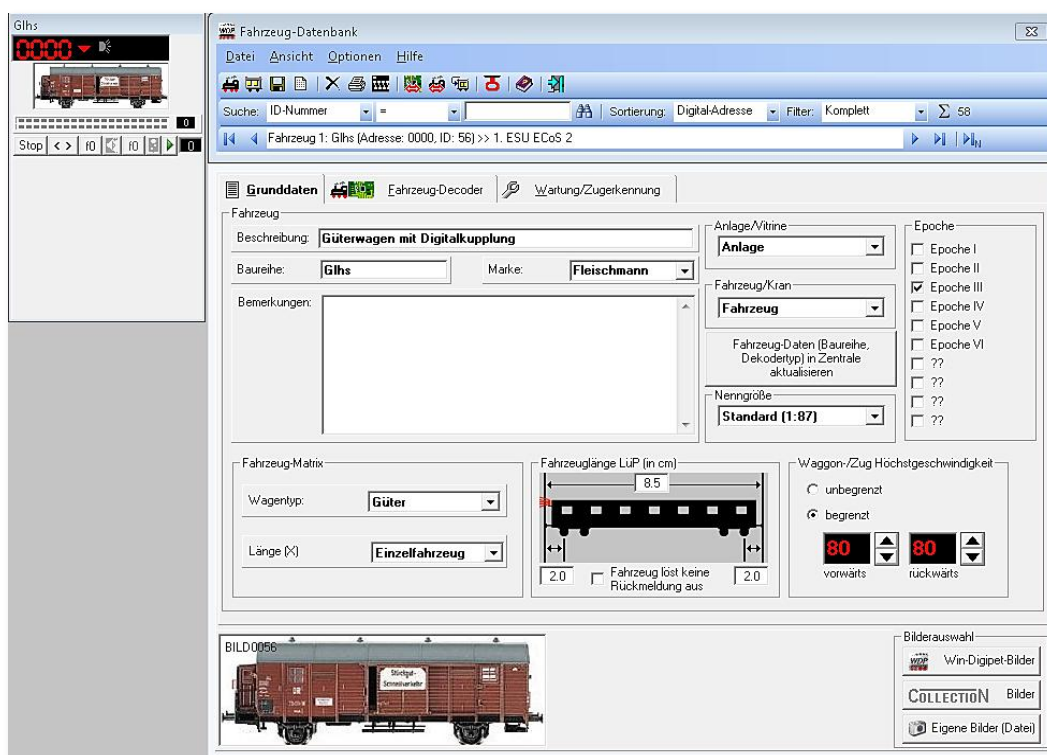 Glhs
0000
0
Stop < > f0 f0 0
WDP Fahrzeug-Datenbank
Datei Ansicht Optionen Hilfe
Suche: ID-Nummer = Sortierung: Digital-Adresse Filter: Komplett Σ 58
Fahrzeug 1: Glhs (Adresse: 0000, ID: 56) >> 1. ESU ECoS 2
N
Grunddaten Fahrzeug-Decoder Wartung/Zugerkennung
Fahrzeug
Beschreibung: Güterwagen mit Digitalkupplung
Baureihe: Glhs Marke: Fleischmann
Bemerkungen:
Anlage/Vitrine
Anlage
Fahrzeug/Kran
Fahrzeug
Fahrzeug-Daten (Baureihe,
Dekodertyp) in Zentrale
aktualisieren
Nenngröße
Standard (1:87)
Epoche
Epoche I
Epoche II
Epoche III
Epoche IV
Epoche V
Epoche VI
??
??
??
??
Fahrzeug-Matrix
Wagentyp: Güter
Länge (X) Einzelfahrzeug
Fahrzeuglänge LüP (in cm)
8.5
2.0 Fahrzeug löst keine
Rückmeldung aus 2.0
Waggon-/Zug Höchstgeschwindigkeit
unbegrenzt
begrenzt
80 80
vorwärts rückwärts
BILD0056
Stückgut-
Schnellverkehr
Bilderauswahl
WDP Win-Digipet-Bilder
COLLECTION Bilder
Eigene Bilder (Datei)